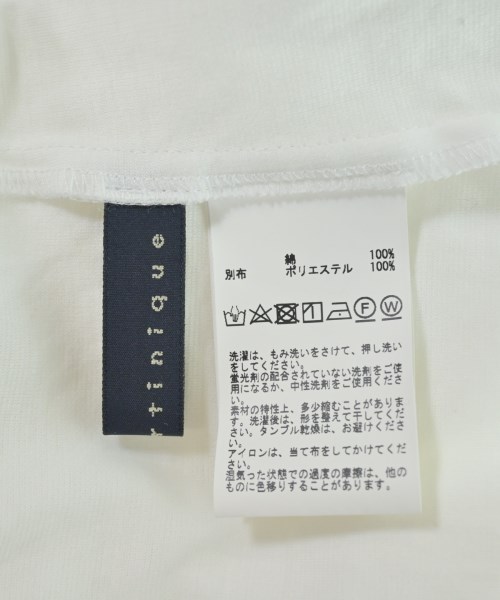 rtinique
綿 100%
別布 ポリエステル 100%
F W
洗濯は、もみ洗いをさけて、押し洗い
をしてください。
蛍光剤の配合されていない洗剤をご使
用になるか、中性洗剤をご使用くださ
い。
素材の特性上、多少縮むことがありま
す。洗濯後は、形を整えて干してくださ
い。タンブル乾燥は、お避けくださ
い。
アイロンは、当て布をしてかけてくだ
さい。
湿気った状態での過度の摩擦は、他の
ものに色移りすることがあります。